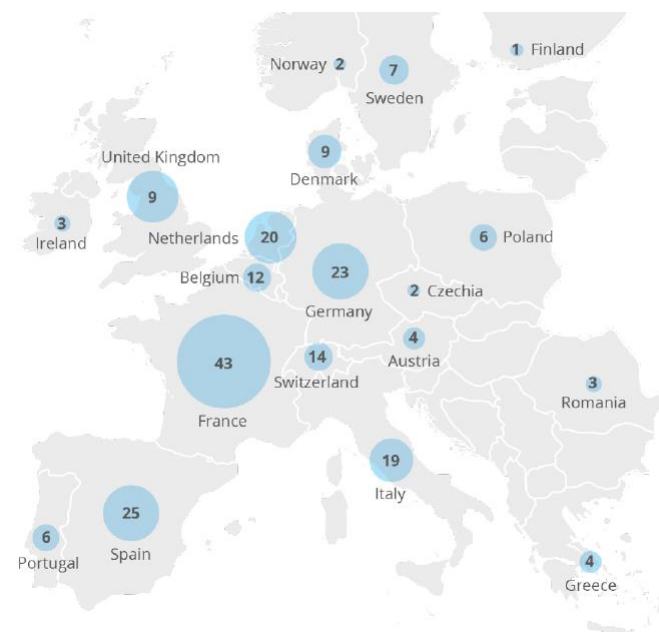 1 Finland
Norway 2
7
Sweden
9
Denmark
United Kingdom
9
3
Ireland
Netherlands 20
6 Poland
Belgium 12
23
Germany
2 Czechia
4
Austria
43
France
14
Switzerland
3
Romania
19
Italy
25
Spain
6
Portugal
4
Greece